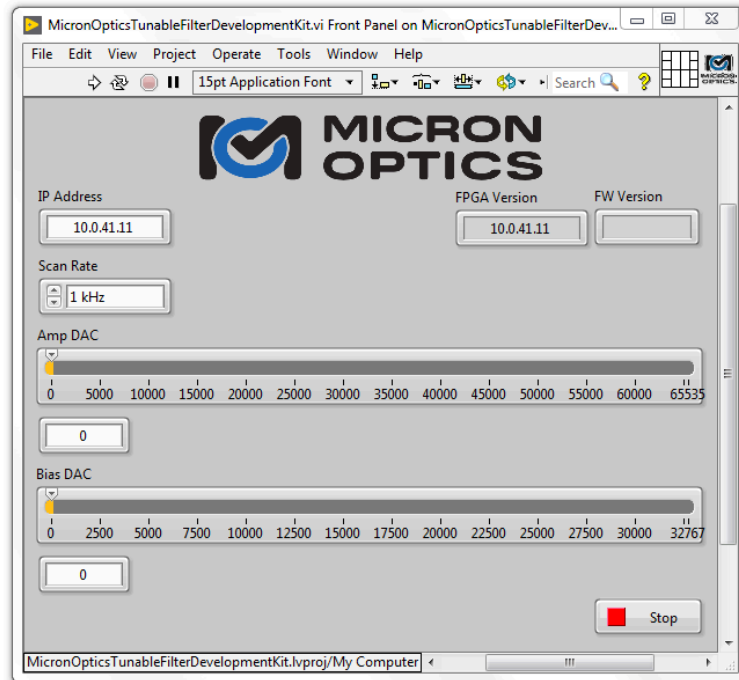 MicronOpticsTunableFilterDevelopmentKit.vi Front Panel on MicronOpticsTunableFilterDev...
File Edit View Project Operate Tools Window Help
15pt Application Font Search ?
MICRON OPTICS
MICRON
OPTICS
IP Address FPGA Version FW Version
10.0.41.11 10.0.41.11
Scan Rate
1 kHz
Amp DAC
0 5000 10000 15000 20000 25000 30000 35000 40000 45000 50000 55000 60000 65535
0
Bias DAC
0 2500 5000 7500 10000 12500 15000 17500 20000 22500 25000 27500 30000 32767
0
Stop
MicronOpticsTunableFilterDevelopmentKit.lvproj/My Computer